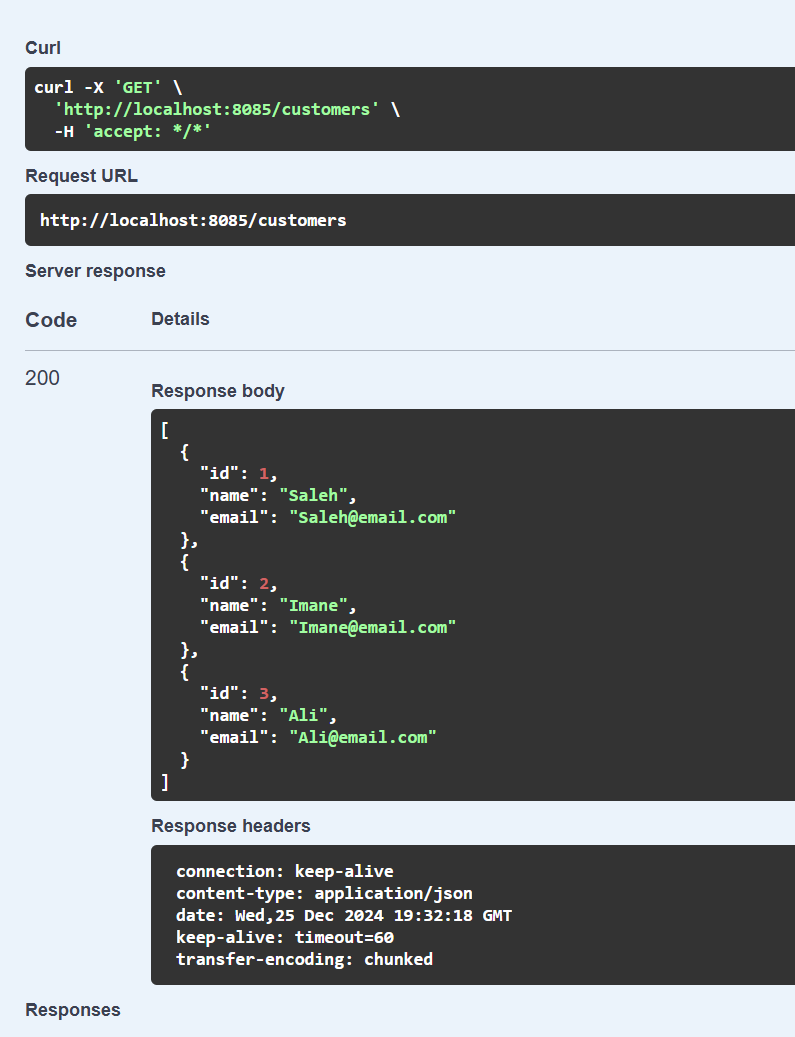 Curl
curl -X 'GET' \
  'http://localhost:8085/customers' \
  -H 'accept: */*'
Request URL
http://localhost:8085/customers
Server response
Code Details
200
Response body
[
  {
    "id": 1,
    "name": "Saleh",
    "email": "Saleh@email.com"
  },
  {
    "id": 2,
    "name": "Imane",
    "email": "Imane@email.com"
  },
  {
    "id": 3,
    "name": "Ali",
    "email": "Ali@email.com"
  }
]
Response headers
connection: keep-alive
content-type: application/json
date: Wed,25 Dec 2024 19:32:18 GMT
keep-alive: timeout=60
transfer-encoding: chunked
Responses